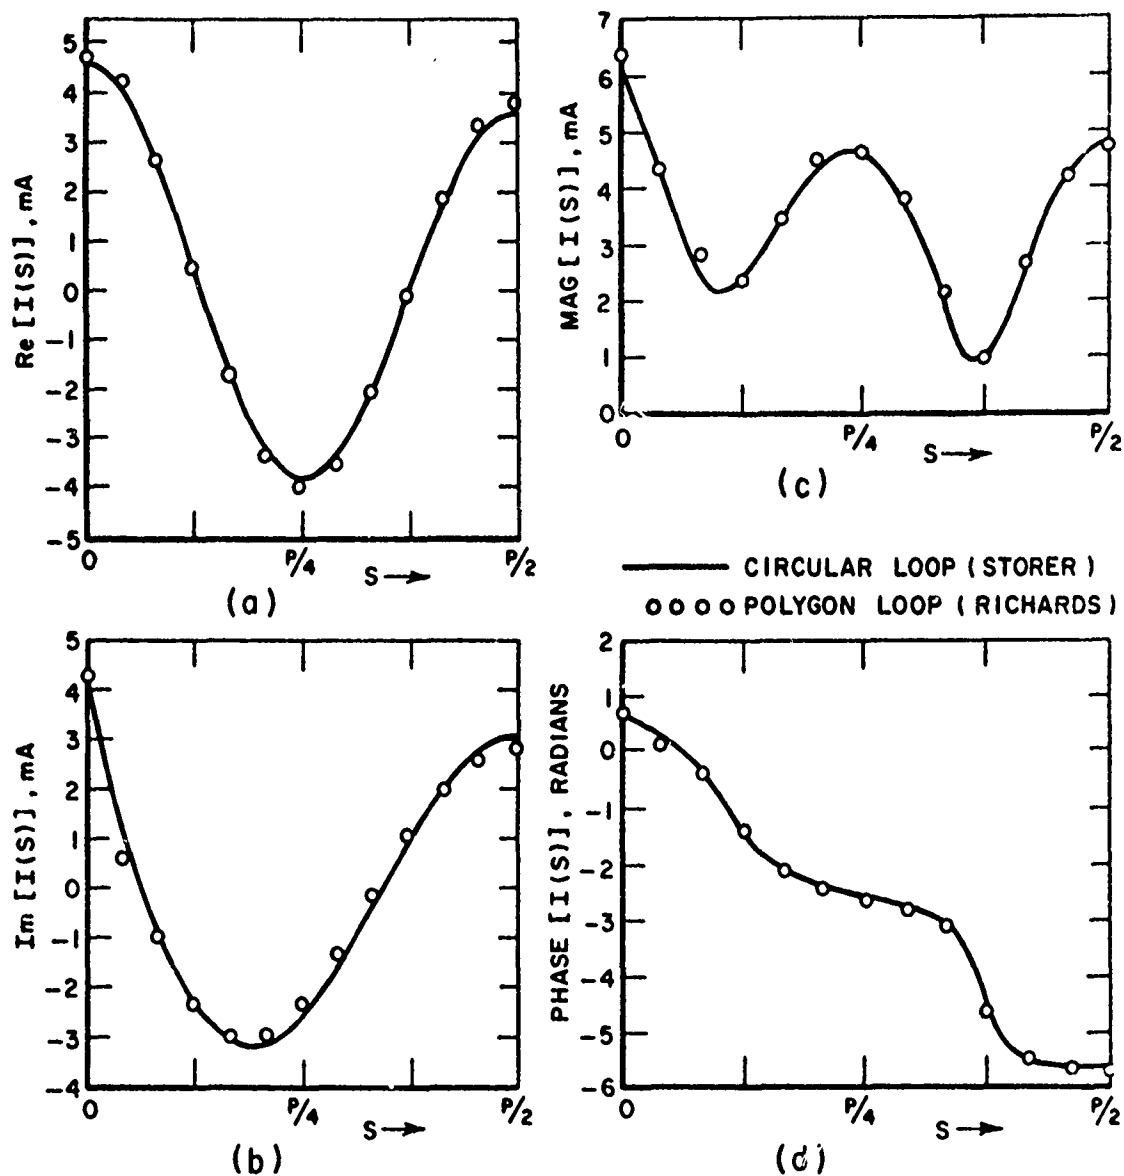 5
4
3
2
1
0
-1
-2
-3
-4
-5
Re [I(S)], mA
0
P/4
P/2
S →
(a)
7
6
5
4
3
2
1
0
MAG [I(S)], mA
0
P/4
P/2
S →
(c)
CIRCULAR LOOP (STORER)
POLYGON LOOP (RICHARDS)
5
4
3
2
1
0
-1
-2
-3
-4
Im [I(S)], mA
0
P/4
P/2
S →
(b)
2
1
0
-1
-2
-3
-4
-5
-6
PHASE [I(S)], RADIANS
0
P/4
P/2
S →
(d)